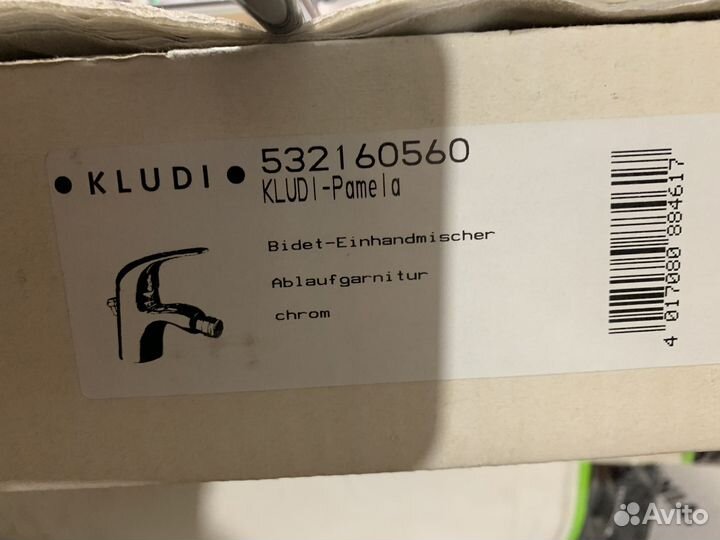 • KLUDI •
532160560
KLUDI-Pamela
Bidet-Einhandmischer
Ablaufgarnitur
chrom
4 017080 884617
Avito